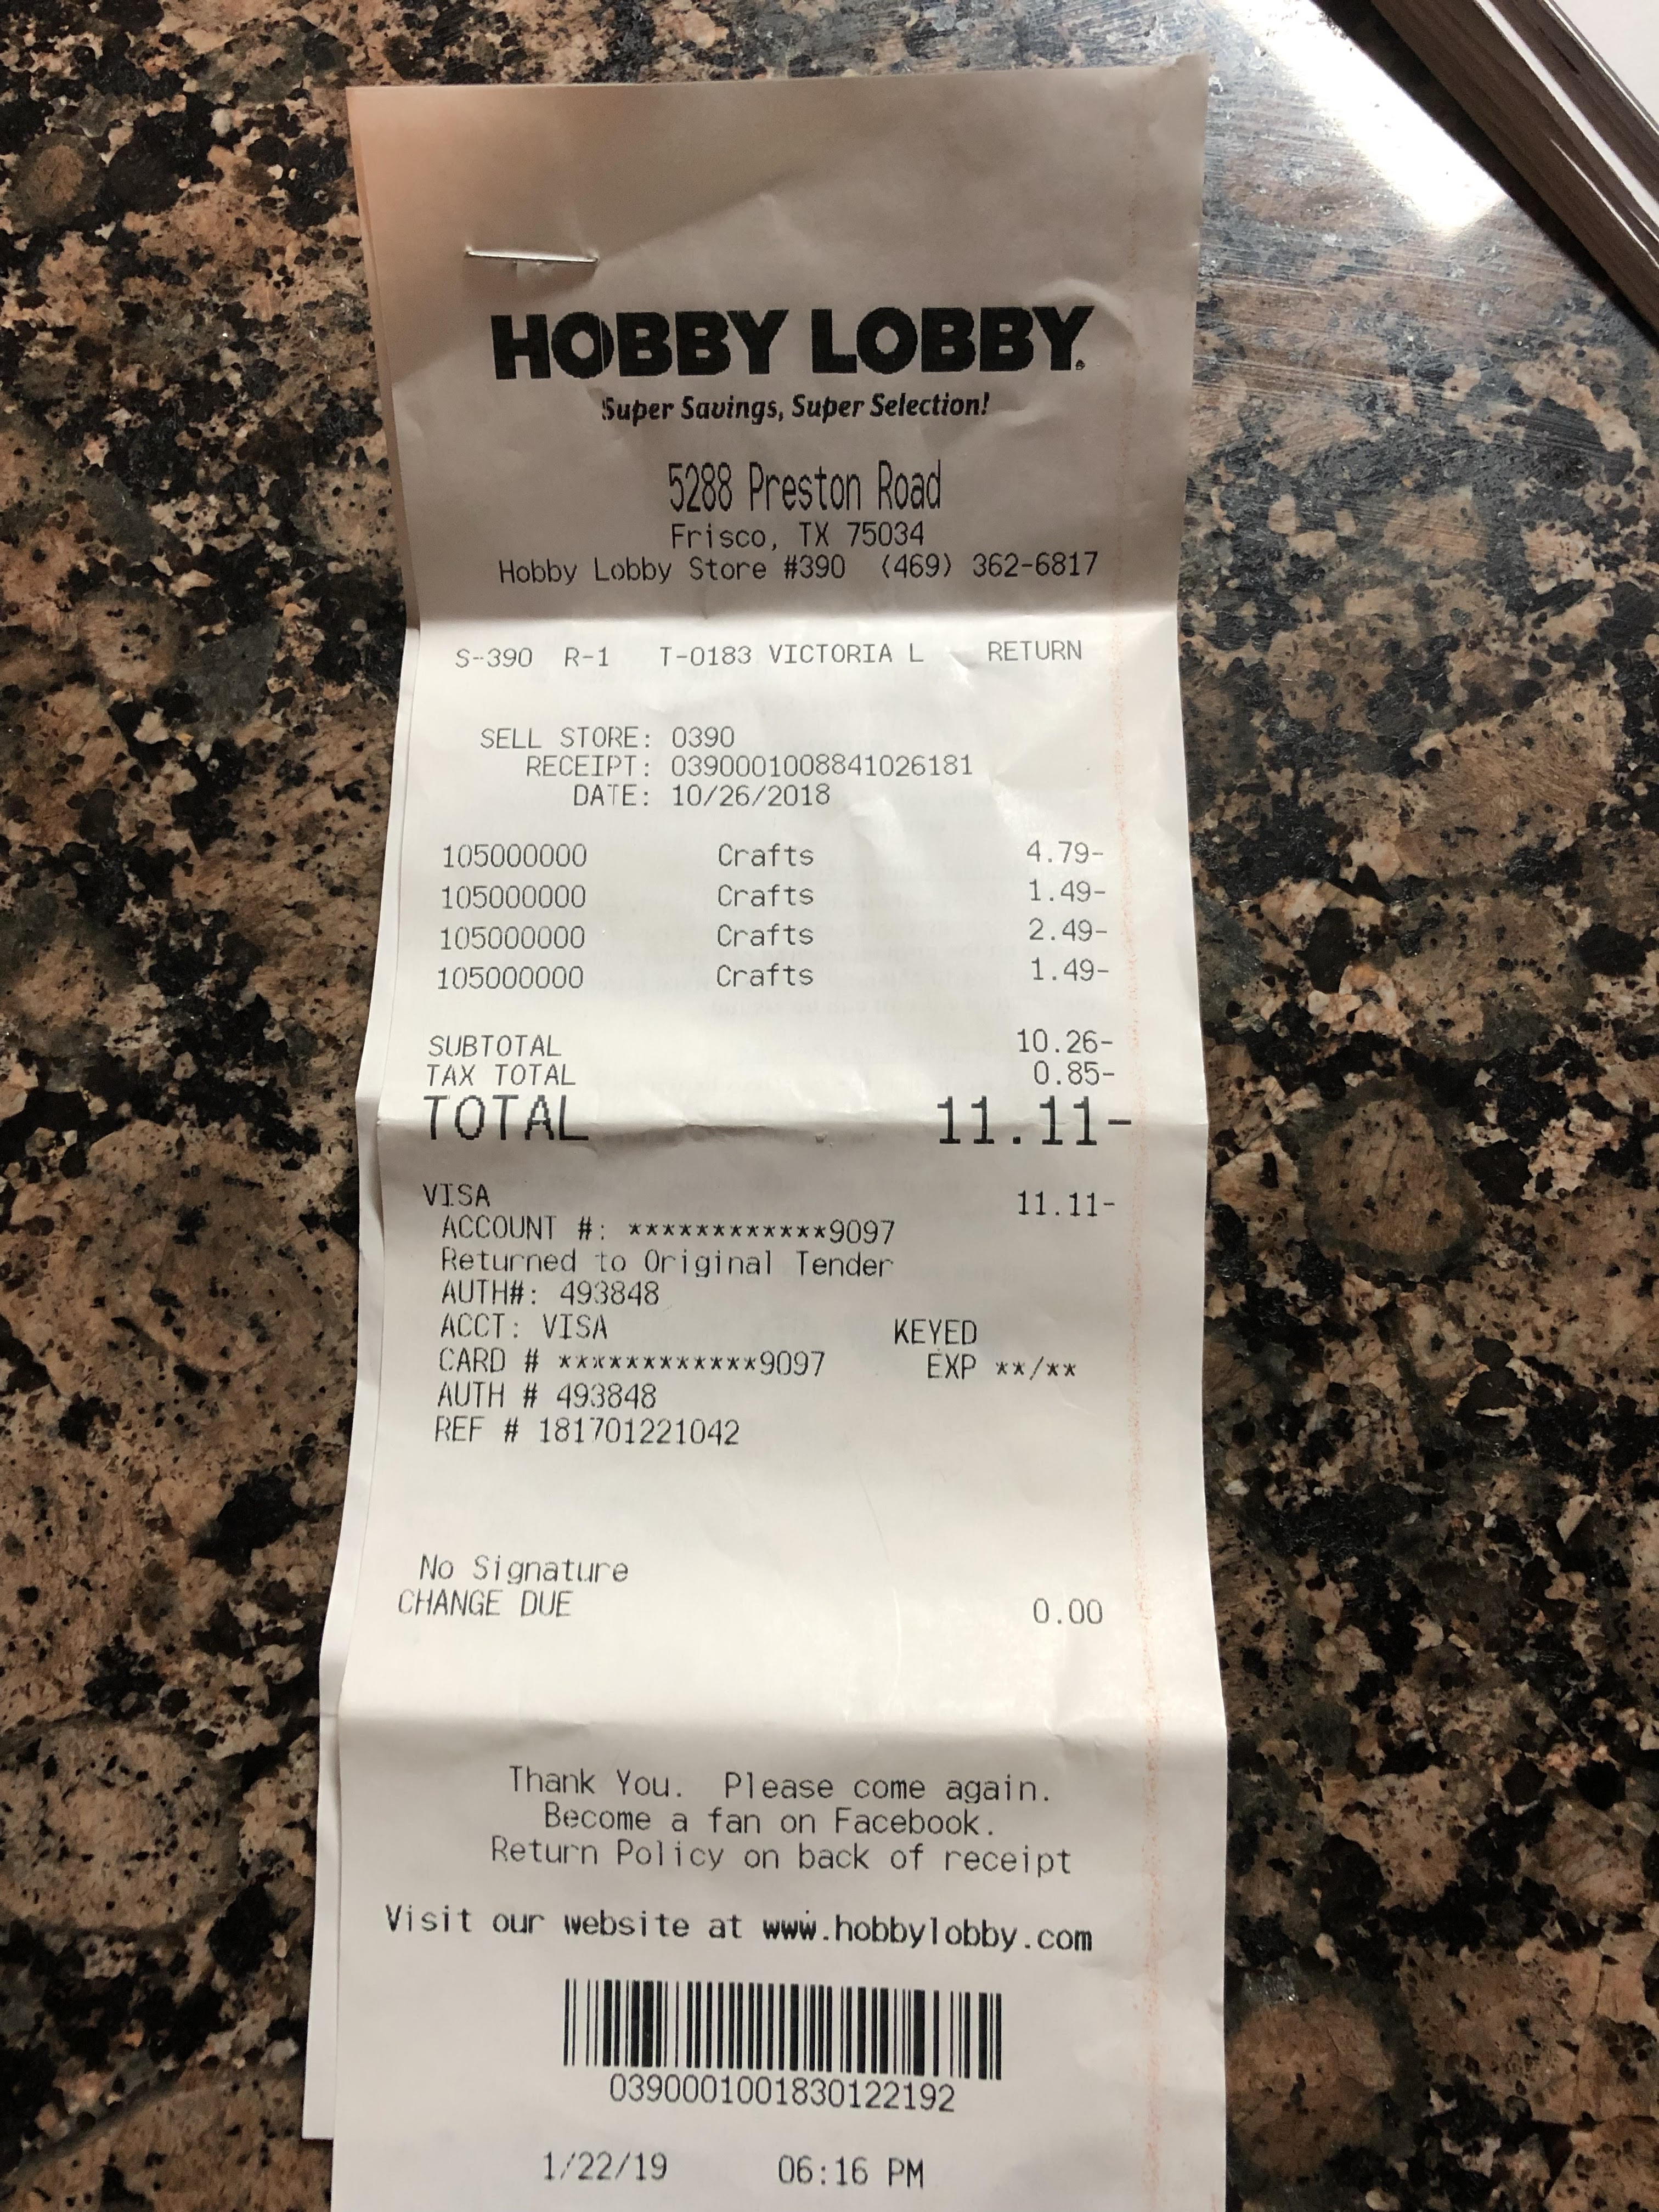 HOBBY LOBBY
Super Savings, Super Selection!
5288 Preston Road
Frisco, TX 75034
Hobby Lobby Store #390 (469) 362-6817
S-390 R-1 T-0183 VICTORIA L RETURN
SELL STORE: 0390
RECEIPT: 0390001008841026181
DATE: 10/26/2018
105000000 Crafts 4.79-
105000000 Crafts 1.49-
105000000 Crafts 2.49-
105000000 Crafts 1.49-
SUBTOTAL 10.26-
TAX TOTAL 0.85-
TOTAL 11.11-
VISA 11.11-
ACCOUNT #: ************9097
Returned to Original Tender
AUTH#: 493848
ACCT: VISA KEYED
CARD # ************9097 EXP **/**
AUTH # 493848
REF # 181701221042
No Signature
CHANGE DUE 0.00
Thank You. Please come again.
Become a fan on Facebook.
Return Policy on back of receipt
Visit our website at www.hobbylobby.com
0390001001830122192
1/22/19 06:16 PM